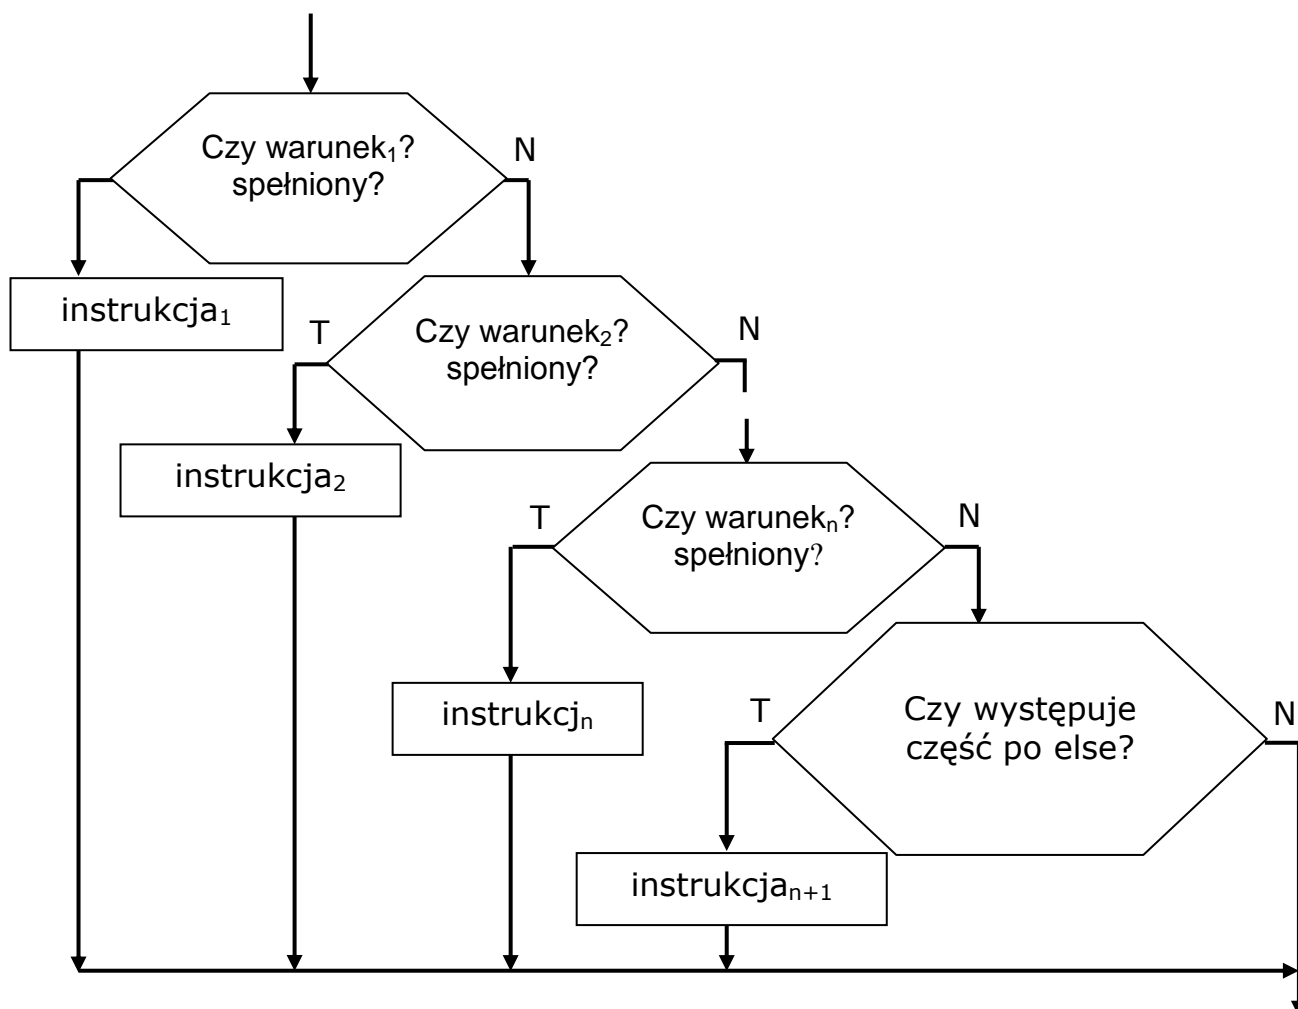 Czy warunek₁?
spełniony?
N
instrukcja₁
T
Czy warunek₂?
spełniony?
N
instrukcja₂
T
Czy warunekₙ?
spełniony?
N
instrukcjₙ
T
Czy występuje
część po else?
N
instrukcjaₙ₊₁